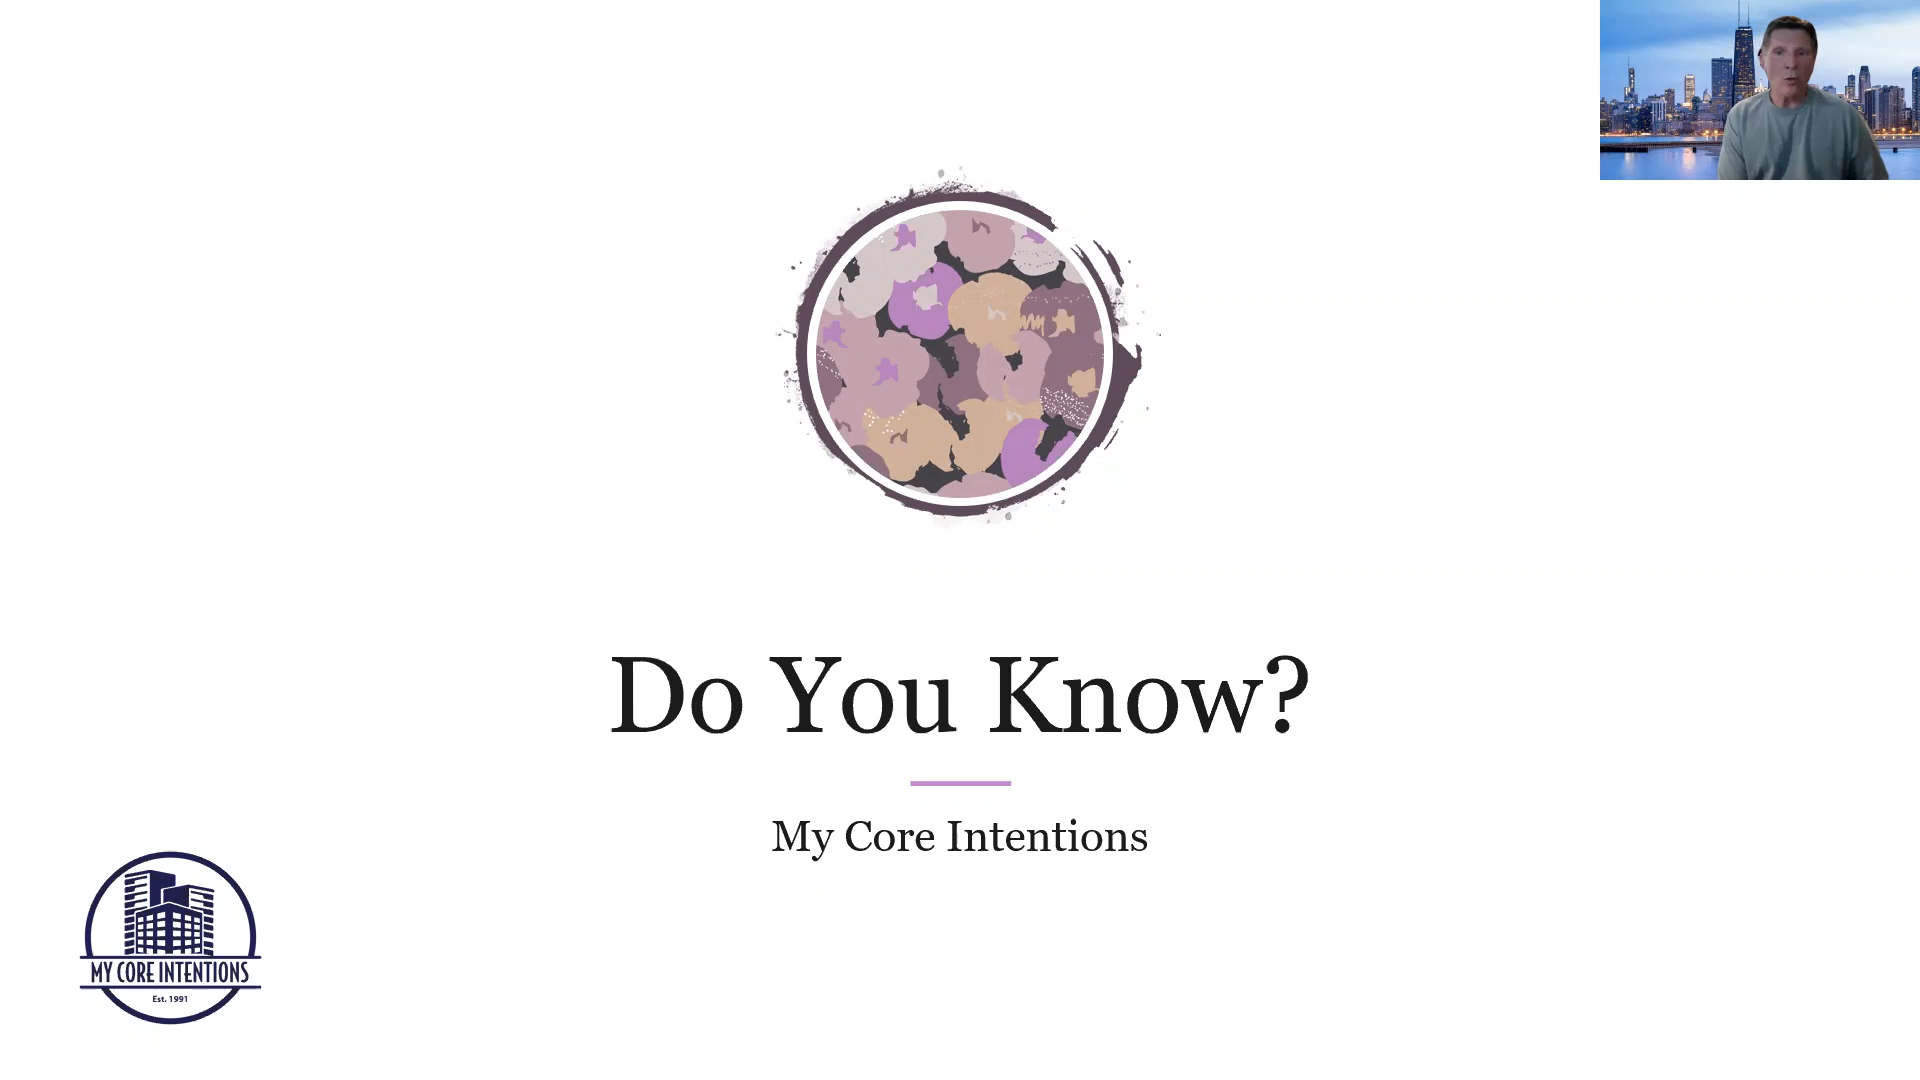 Do You Know?
My Core Intentions
MY CORE INTENTIONS
Est. 1991